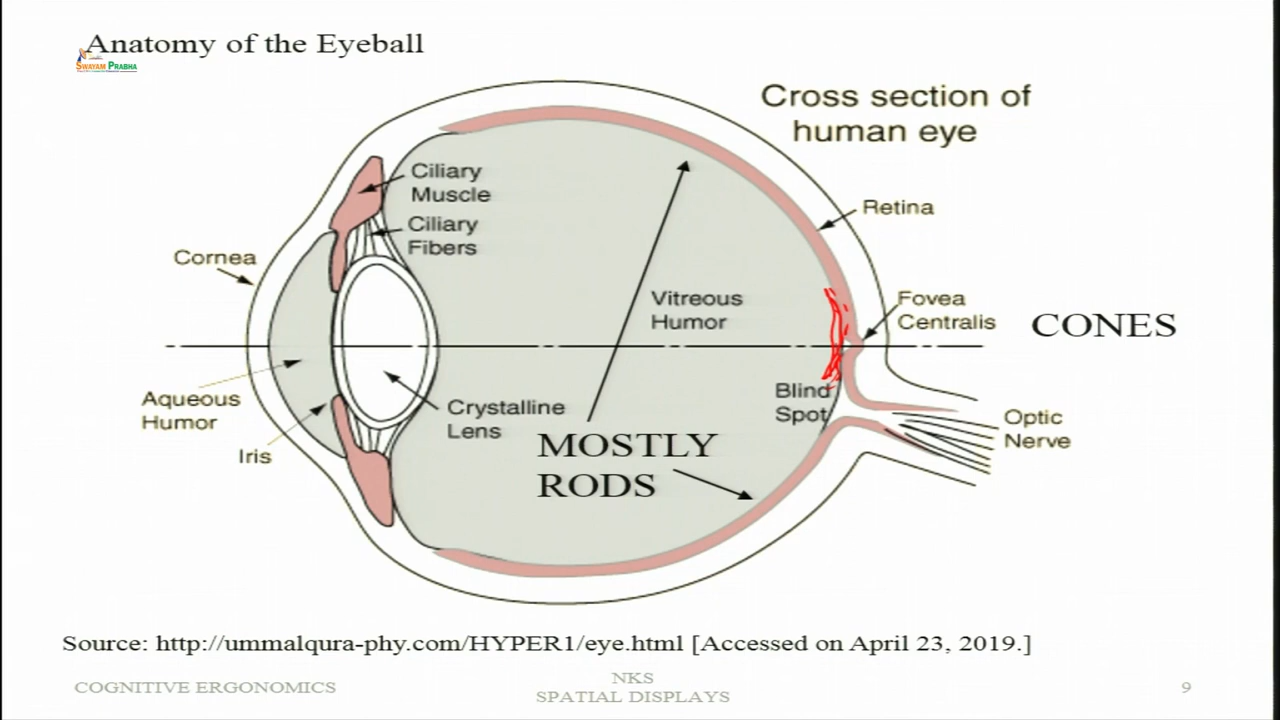 Anatomy of the Eyeball
SWAYAM PRABHA
Cross section of
human eye
Ciliary
Muscle
Ciliary
Fibers
Retina
Cornea
Vitreous
Humor
Fovea
Centralis
CONES
Aqueous
Humor
Blind
Spot
Crystalline
Lens
Optic
Nerve
Iris
MOSTLY
RODS
Source: http://ummalqura-phy.com/HYPER1/eye.html [Accessed on April 23, 2019.]
COGNITIVE ERGONOMICS
NKS
SPATIAL DISPLAYS
9